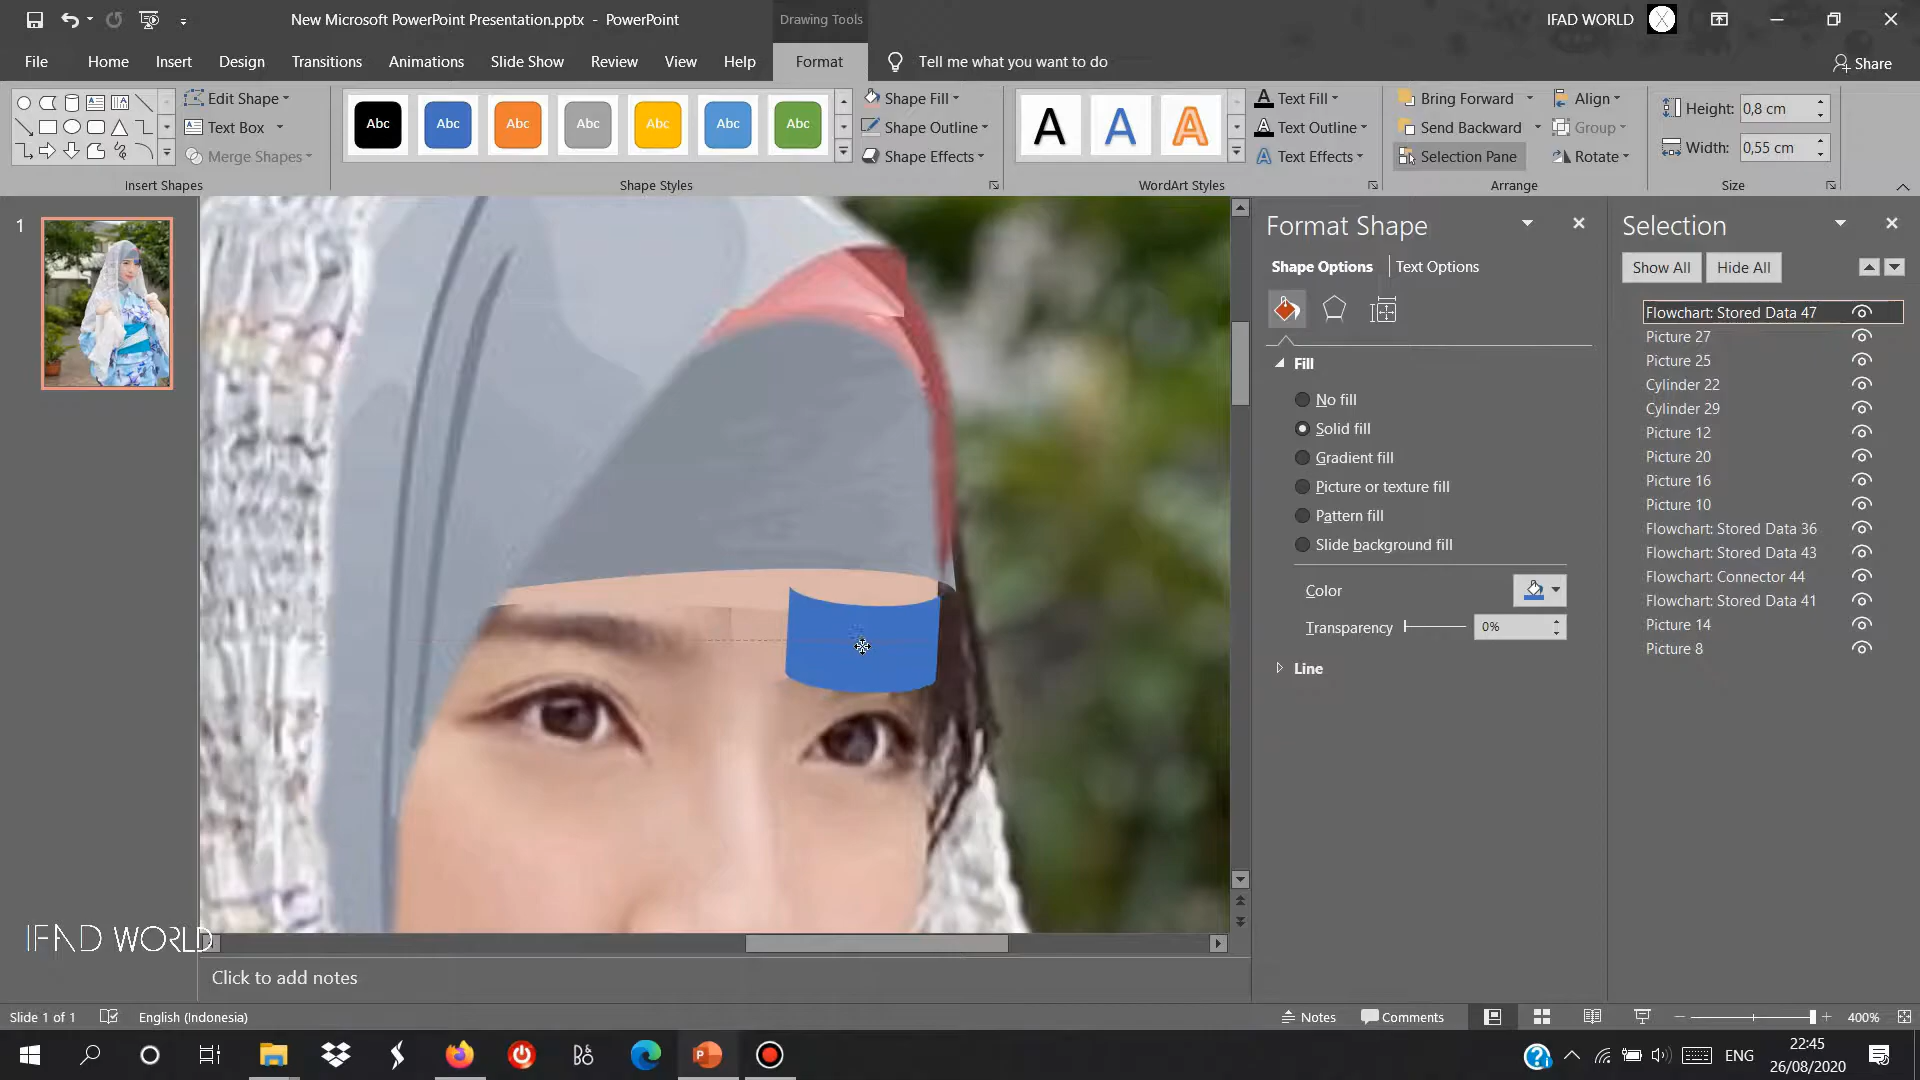 New Microsoft PowerPoint Presentation.pptx - PowerPoint
Drawing Tools
IFAD WORLD
File Home Insert Design Transitions Animations Slide Show Review View Help Format Tell me what you want to do Share
Edit Shape
Text Box
Merge Shapes
Insert Shapes
Abc Abc Abc Abc Abc Abc Abc
Shape Fill
Shape Outline
Shape Effects
Shape Styles
A A A
Text Fill
Text Outline
Text Effects
WordArt Styles
Bring Forward
Send Backward
Selection Pane
Align
Group
Rotate
Arrange
Height: 0,8 cm
Width: 0,55 cm
Size
1
Format Shape
Shape Options Text Options
Fill
No fill
Solid fill
Gradient fill
Picture or texture fill
Pattern fill
Slide background fill
Color
Transparency 0%
Line
Selection
Show All Hide All
Flowchart: Stored Data 47
Picture 27
Picture 25
Cylinder 22
Cylinder 29
Picture 12
Picture 20
Picture 16
Picture 10
Flowchart: Stored Data 36
Flowchart: Stored Data 43
Flowchart: Connector 44
Flowchart: Stored Data 41
Picture 14
Picture 8
IFAD WORLD
Click to add notes
Slide 1 of 1 English (Indonesia) Notes Comments 400%
ENG
22:45
26/08/2020